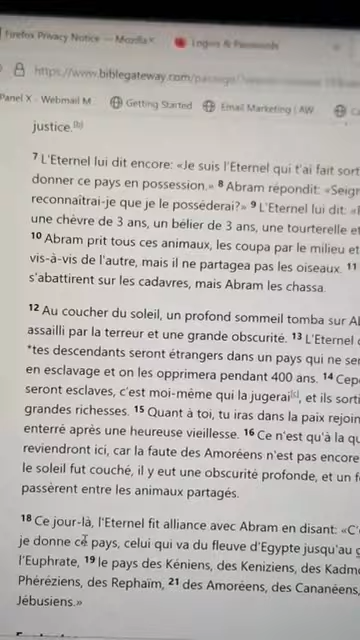 Firefox Privacy Notice — Mozilla × Logins & Passwords
https://www.biblegateway.com/passage/
Panel X - Webmail M... Getting Started Email Marketing | AW...
justice.[b]
7 L'Eternel lui dit encore: «Je suis l'Eternel qui t'ai fait sort
donner ce pays en possession.» 8 Abram répondit: «Seign
reconnaîtrai-je que je le posséderai?» 9 L'Eternel lui dit: «
une chèvre de 3 ans, un bélier de 3 ans, une tourterelle et
10 Abram prit tous ces animaux, les coupa par le milieu et
vis-à-vis de l'autre, mais il ne partagea pas les oiseaux. 11
s'abattirent sur les cadavres, mais Abram les chassa.
12 Au coucher du soleil, un profond sommeil tomba sur A
assailli par la terreur et une grande obscurité. 13 L'Eternel
*tes descendants seront étrangers dans un pays qui ne se
en esclavage et on les opprimera pendant 400 ans. 14 Cep
seront esclaves, c'est moi-même qui la jugerai[c], et ils sorti
grandes richesses. 15 Quant à toi, tu iras dans la paix rejoin
enterré après une heureuse vieillesse. 16 Ce n'est qu'à la qu
reviendront ici, car la faute des Amoréens n'est pas encore
le soleil fut couché, il y eut une obscurité profonde, et un f
passèrent entre les animaux partagés.
18 Ce jour-là, l'Eternel fit alliance avec Abram en disant: «C'
je donne ce pays, celui qui va du fleuve d'Egypte jusqu'au g
l'Euphrate, 19 le pays des Kéniens, des Keniziens, des Kadmo
Phéréziens, des Rephaïm, 21 des Amoréens, des Cananéens,
Jébusiens.»